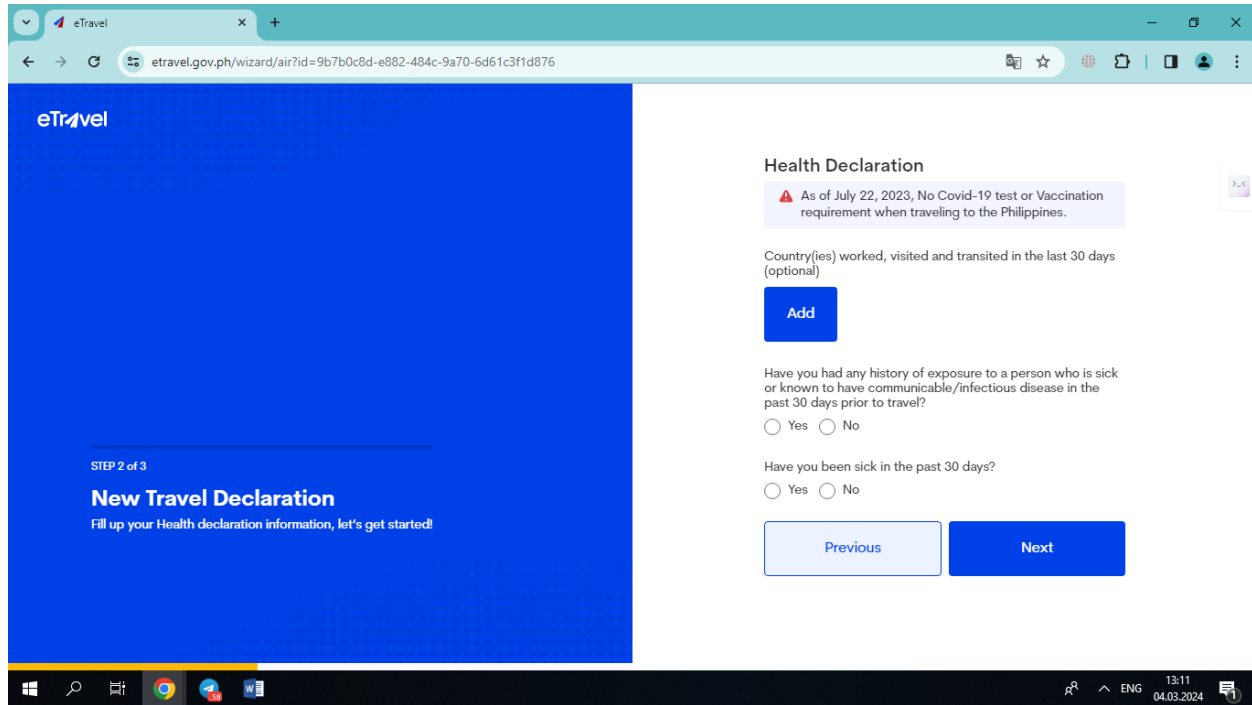 eTravel
etravel.gov.ph/wizard/air?id=9b7b0c8d-e882-484c-9a70-6d61c3f1d876
eTravel
STEP 2 of 3
New Travel Declaration
Fill up your Health declaration information, let's get started!
Health Declaration
As of July 22, 2023, No Covid-19 test or Vaccination
requirement when traveling to the Philippines.
Country(ies) worked, visited and transited in the last 30 days
(optional)
Add
Have you had any history of exposure to a person who is sick
or known to have communicable/infectious disease in the
past 30 days prior to travel?
Yes No
Have you been sick in the past 30 days?
Yes No
Previous Next
>_<
58
W
ENG
13:11
04.03.2024
1